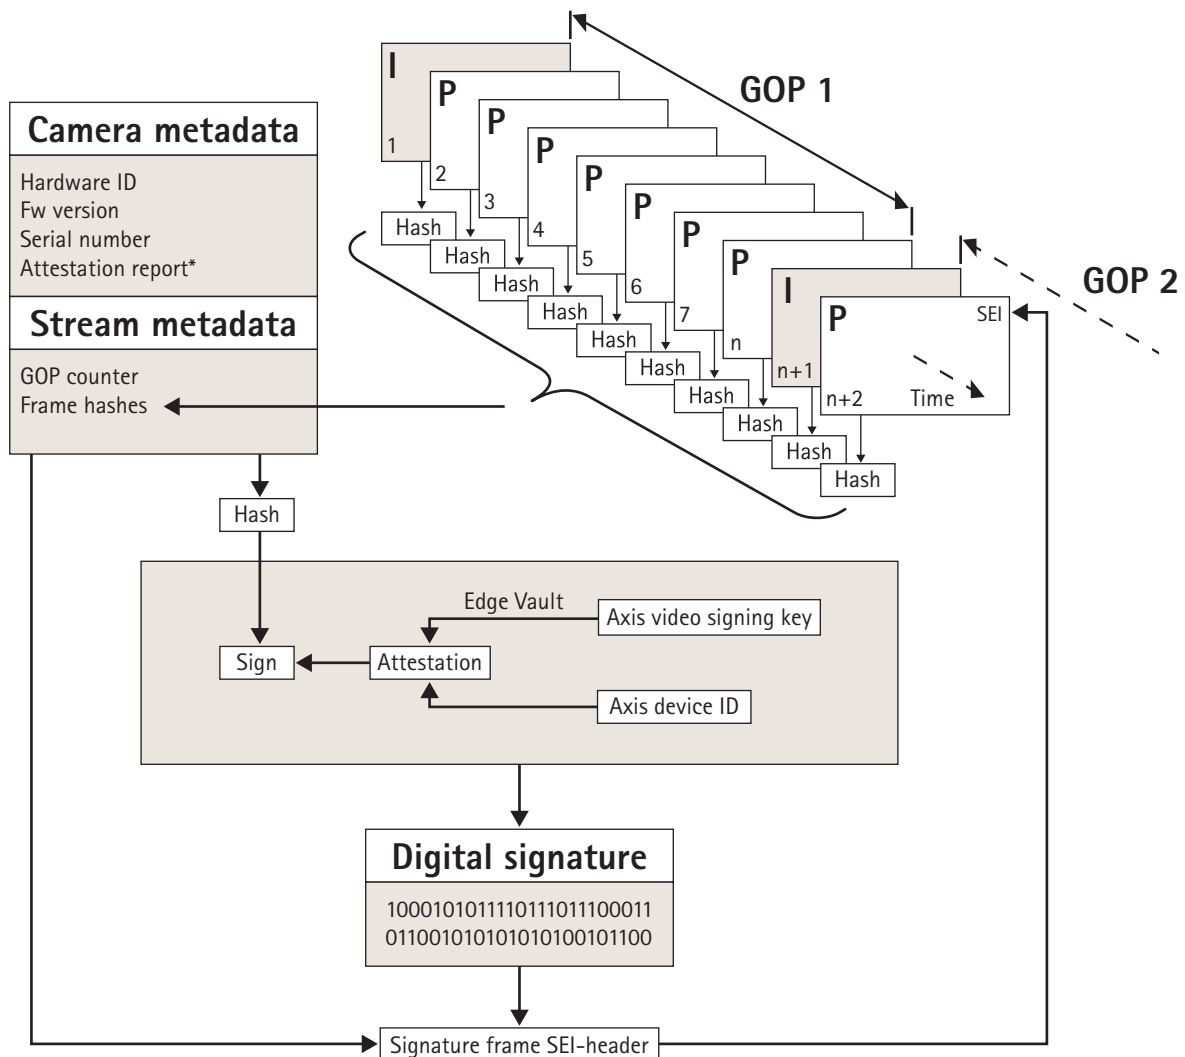 GOP 1
I
1
P
2
P
3
P
4
P
5
P
6
P
7
P
n
I
n+1
P
SEI
n+2
Time
GOP 2
Hash
Hash
Hash
Hash
Hash
Hash
Hash
Hash
Hash
Hash
Camera metadata
Hardware ID
Fw version
Serial number
Attestation report*
Stream metadata
GOP counter
Frame hashes
Hash
Edge Vault
Axis video signing key
Sign
Attestation
Axis device ID
Digital signature
1000101011110111011100011
0110010101010100101100
Signature frame SEI-header